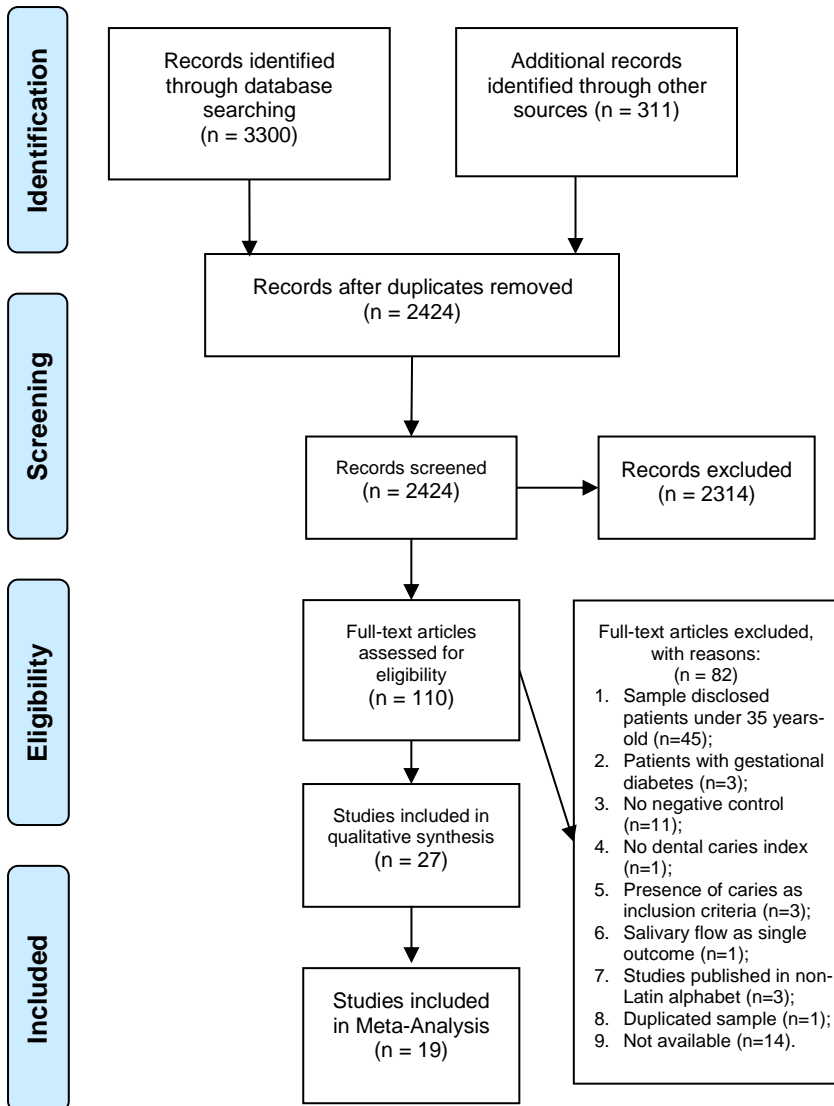 Identification
Records identified
through database
searching
(n = 3300)
Additional records
identified through other
sources (n = 311)
Records after duplicates removed
(n = 2424)
Screening
Records screened
(n = 2424)
Records excluded
(n = 2314)
Eligibility
Full-text articles
assessed for
eligibility
(n = 110)
Full-text articles excluded,
with reasons:
(n = 82)
1. Sample disclosed
patients under 35 years-
old (n=45);
2. Patients with gestational
diabetes (n=3);
3. No negative control
(n=11);
4. No dental caries index
(n=1);
5. Presence of caries as
inclusion criteria (n=3);
6. Salivary flow as single
outcome (n=1);
7. Studies published in non-
Latin alphabet (n=3);
8. Duplicated sample (n=1);
9. Not available (n=14).
Studies included in
qualitative synthesis
(n = 27)
Included
Studies included
in Meta-Analysis
(n = 19)